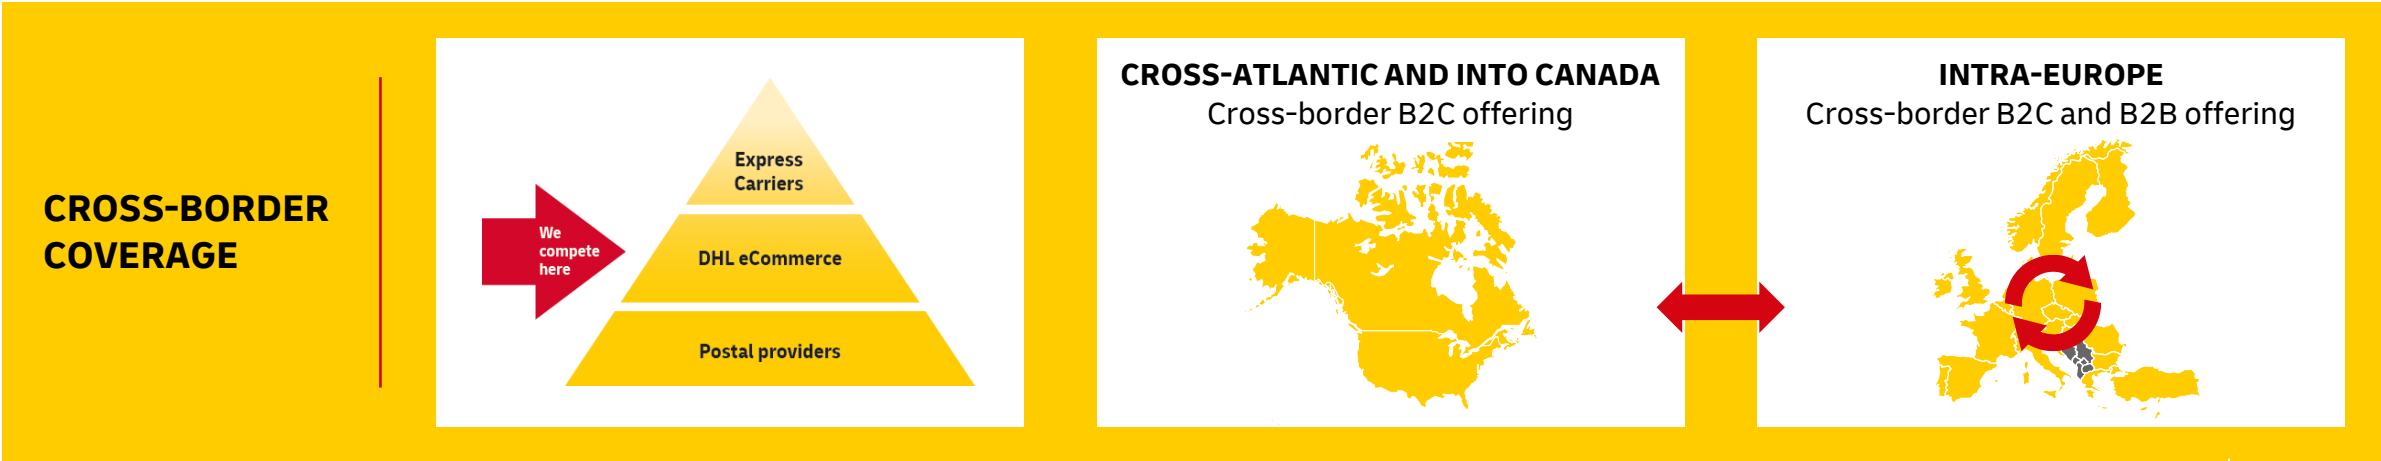 CROSS-BORDER
COVERAGE
We
compete
here
Express
Carriers
DHL eCommerce
Postal providers
CROSS-ATLANTIC AND INTO CANADA
Cross-border B2C offering
INTRA-EUROPE
Cross-border B2C and B2B offering